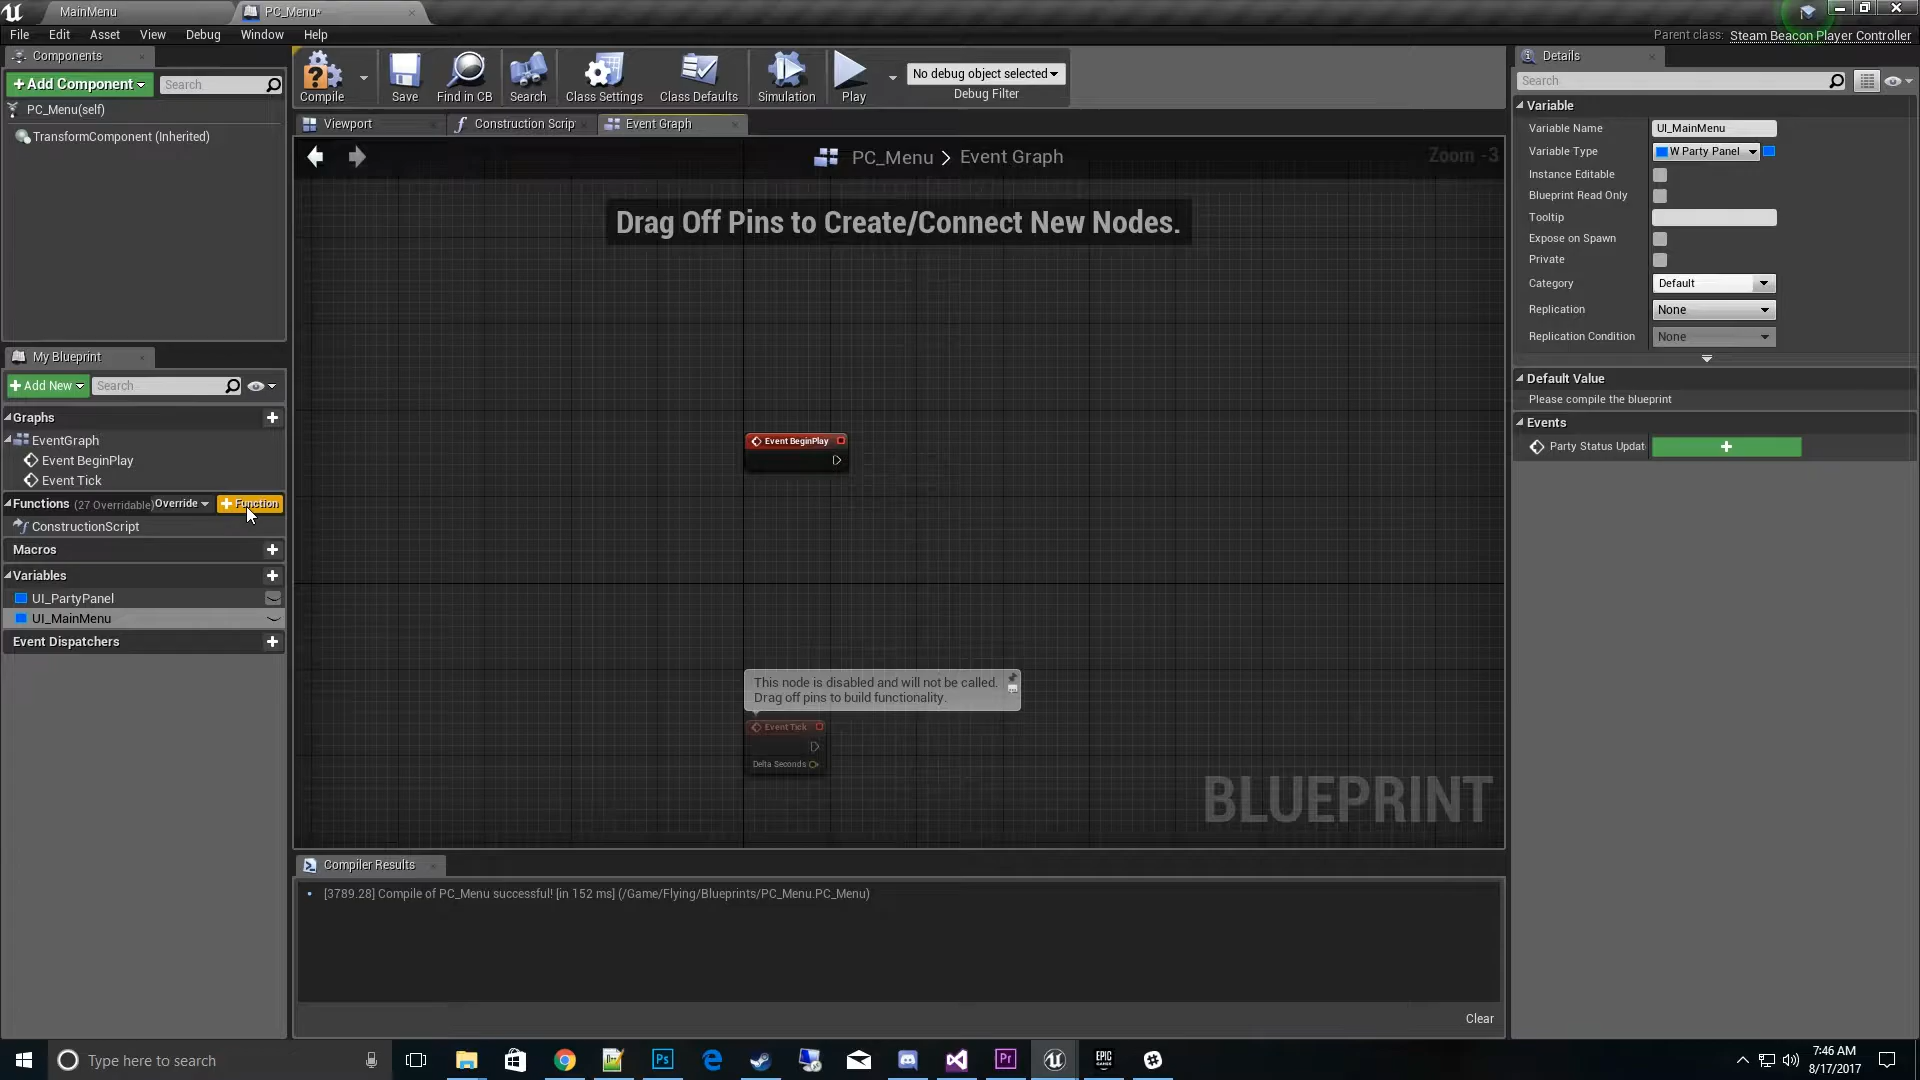 MainMenu
PC_Menu*
File Edit Asset View Debug Window Help
Parent class: Steam Beacon Player Controller
Components
+Add Component
Search
PC_Menu(self)
TransformComponent (Inherited)
Compile
Save
Find in CB
Search
Class Settings
Class Defaults
Simulation
Play
No debug object selected
Debug Filter
Viewport
Construction Scrip
Event Graph
PC_Menu > Event Graph
Zoom -3
Drag Off Pins to Create/Connect New Nodes.
Event BeginPlay
This node is disabled and will not be called.
Drag off pins to build functionality.
Event Tick
Delta Seconds
BLUEPRINT
My Blueprint
+Add New
Search
Graphs
EventGraph
Event BeginPlay
Event Tick
Functions (27 Overridable) Override + Function
ConstructionScript
Macros
Variables
UI_PartyPanel
UI_MainMenu
Event Dispatchers
Compiler Results
[3789.28] Compile of PC_Menu successful! [in 152 ms] (/Game/Flying/Blueprints/PC_Menu.PC_Menu)
Clear
Details
Search
Variable
Variable Name UI_MainMenu
Variable Type W Party Panel
Instance Editable
Blueprint Read Only
Tooltip
Expose on Spawn
Private
Category Default
Replication None
Replication Condition None
Default Value
Please compile the blueprint
Events
Party Status Updat
Type here to search
Ps
Pr
EPIC
GAMES
7:46 AM
8/17/2017